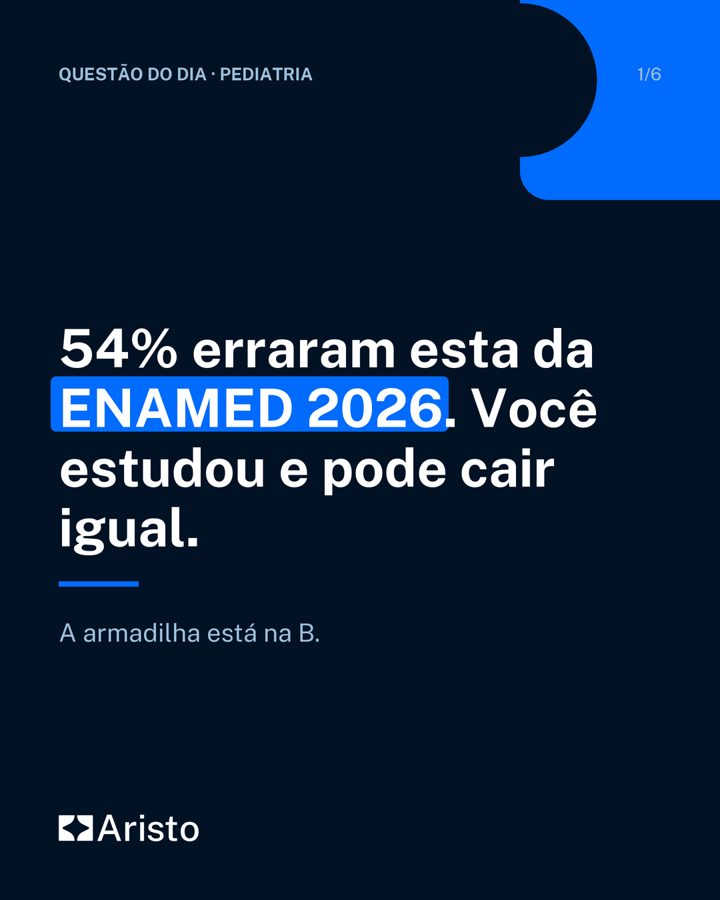 QUESTÃO DO DIA · PEDIATRIA
1/6
54% erraram esta da
ENAMED 2026. Você
estudou e pode cair
igual.
A armadilha está na B.
Aristo